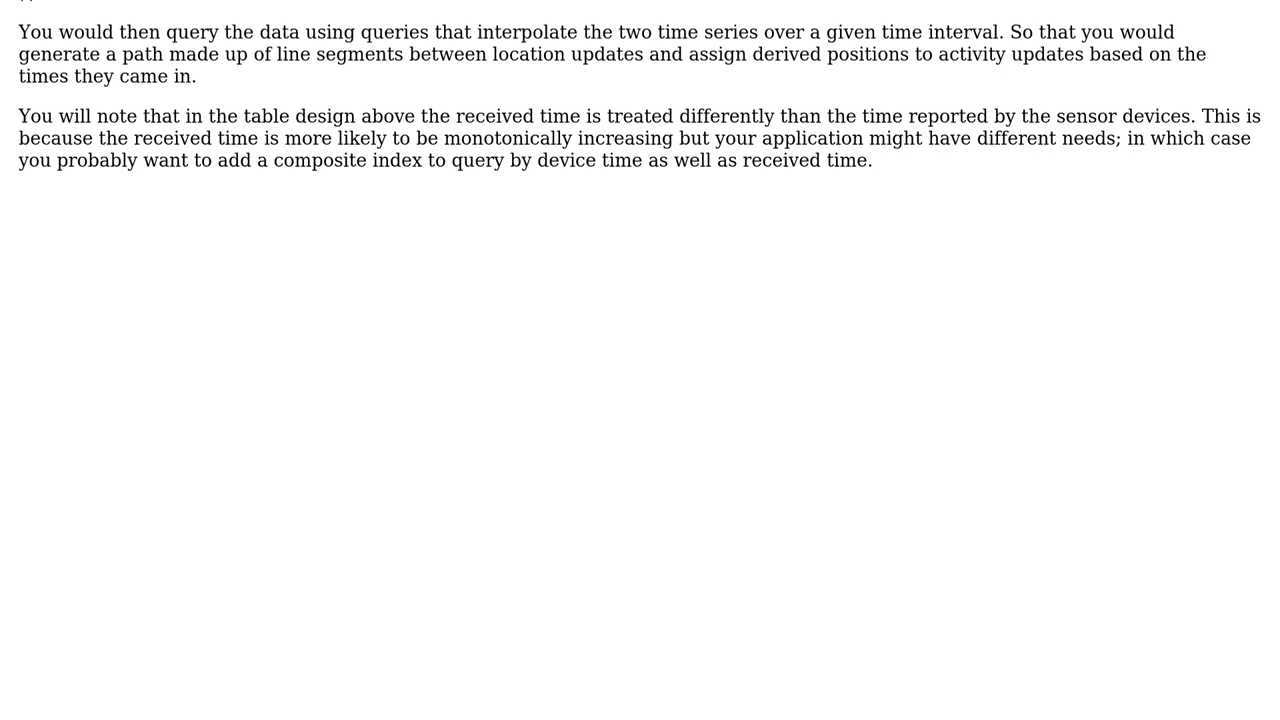 You would then query the data using queries that interpolate the two time series over a given time interval. So that you would
generate a path made up of line segments between location updates and assign derived positions to activity updates based on the
times they came in.
You will note that in the table design above the received time is treated differently than the time reported by the sensor devices. This is
because the received time is more likely to be monotonically increasing but your application might have different needs; in which case
you probably want to add a composite index to query by device time as well as received time.